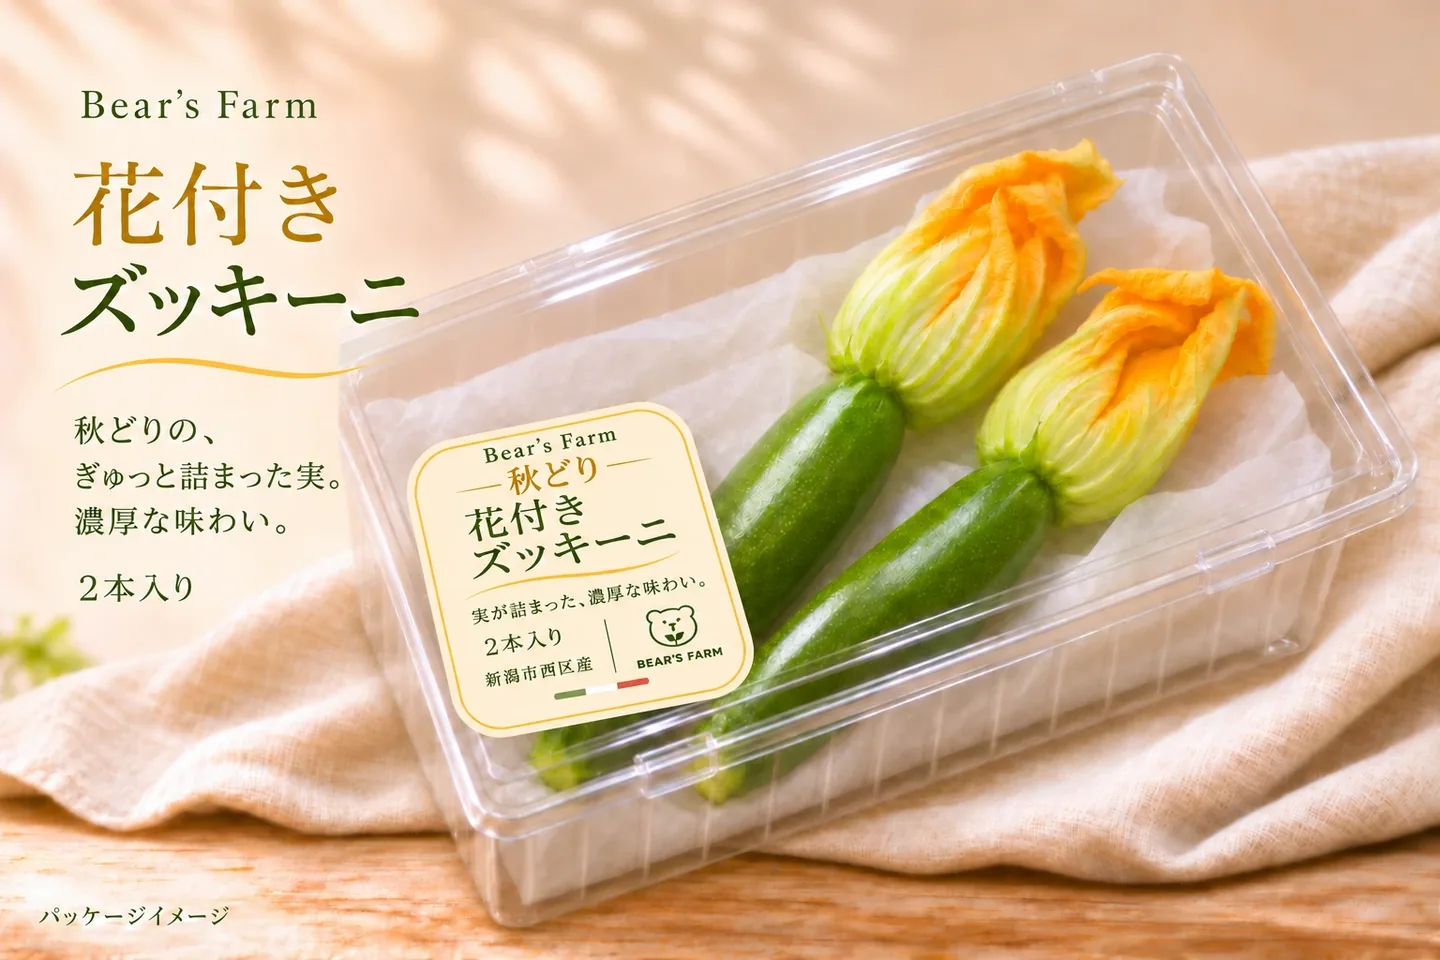 Bear's Farm
花付き
ズッキーニ
秋どりの、
ぎゅっと詰まった実。
濃厚な味わい。
2本入り
Bear's Farm
秋どり
花付き
ズッキーニ
実が詰まった、濃厚な味わい。
2本入り
新潟市西区産
BEAR'S FARM
パッケージイメージ